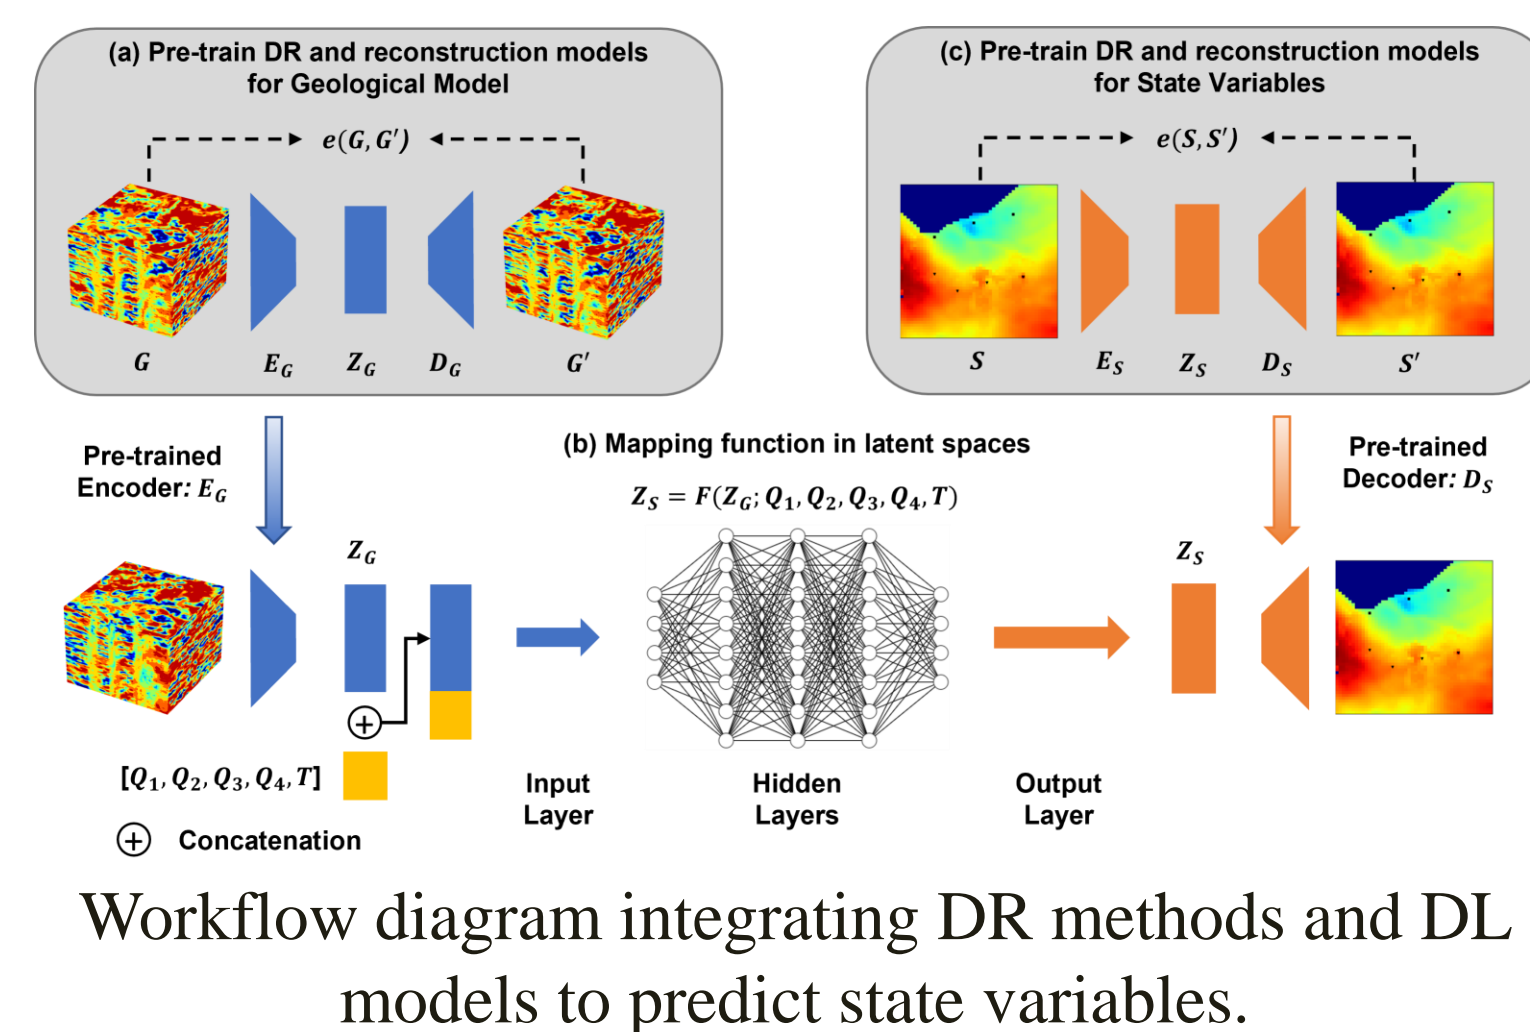 (a) Pre-train DR and reconstruction models
for Geological Model
e(G, G′)
G
E_G
Z_G
D_G
G′
(c) Pre-train DR and reconstruction models
for State Variables
e(S, S′)
S
E_S
Z_S
D_S
S′
Pre-trained
Encoder: E_G
(b) Mapping function in latent spaces
Z_S = F(Z_G; Q_1, Q_2, Q_3, Q_4, T)
Pre-trained
Decoder: D_S
Z_G
Z_S
+
[Q_1, Q_2, Q_3, Q_4, T]
+ Concatenation
Input
Layer
Hidden
Layers
Output
Layer
Workflow diagram integrating DR methods and DL
models to predict state variables.